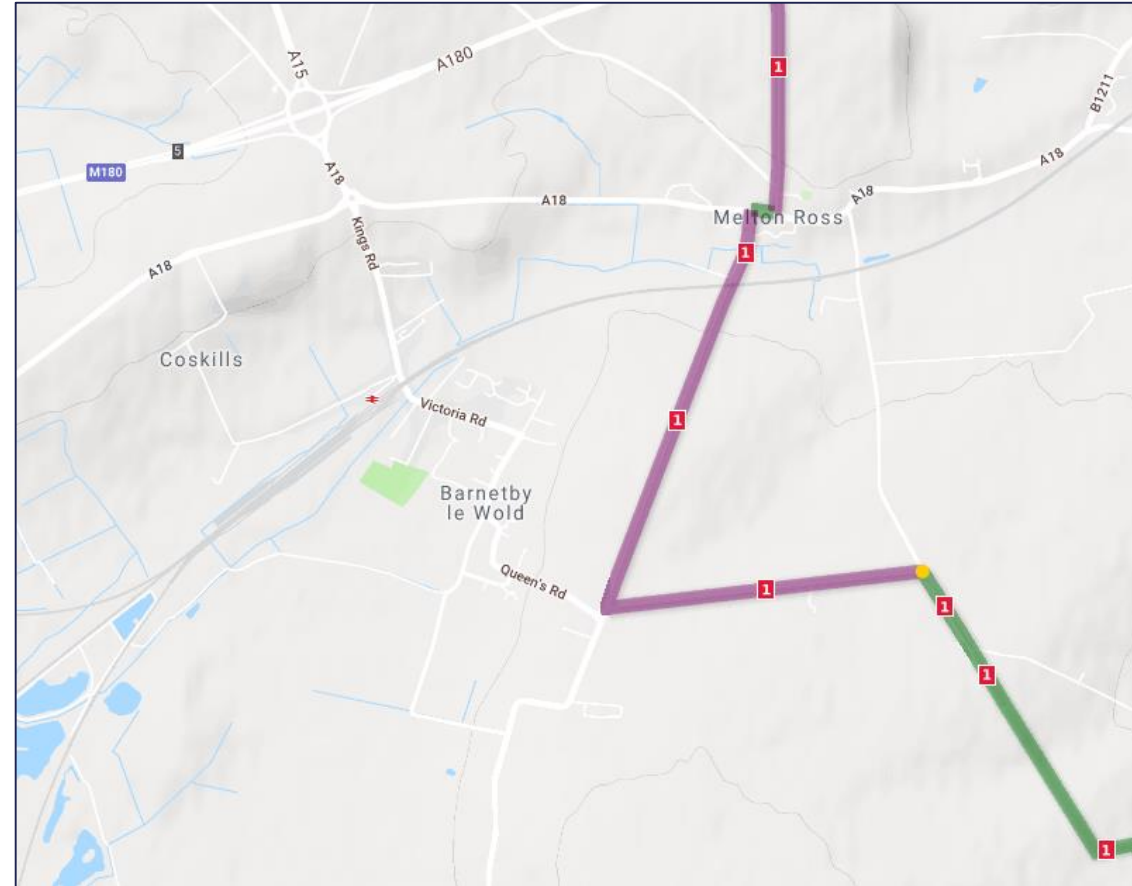 A15
A180
1
B1211
5
M180
A18
A18
A18
A18
Melton Ross
Kings Rd
1
A18
Coskills
Victoria Rd
1
Barnetby
le Wold
Queen's Rd
1
1
1
1